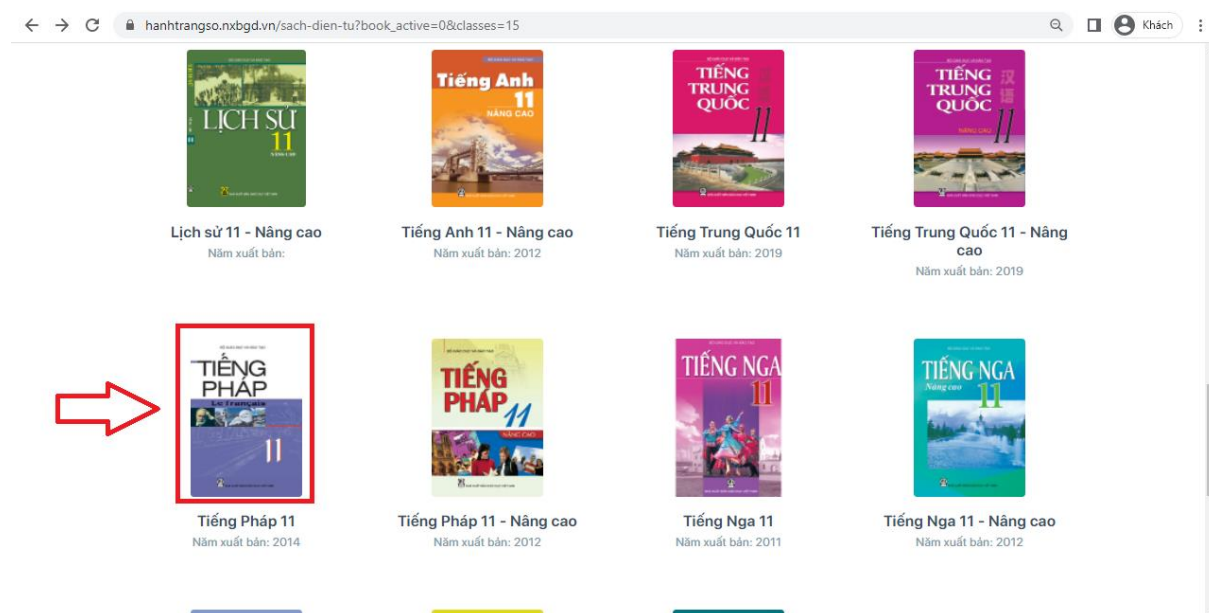 hanhtrangso.nxbgd.vn/sach-dien-tu?book_active=0&classes=15
Khách
LỊCH SỬ
11
NÂNG CAO
Tiếng Anh
11
NÂNG CAO
TIẾNG
TRUNG
QUỐC
11
TIẾNG
TRUNG
QUỐC
汉语
NÂNG CAO
11
Lịch sử 11 - Nâng cao
Năm xuất bản:
Tiếng Anh 11 - Nâng cao
Năm xuất bản: 2012
Tiếng Trung Quốc 11
Năm xuất bản: 2019
Tiếng Trung Quốc 11 - Nâng
cao
Năm xuất bản: 2019
TIẾNG
PHÁP
Le français
11
TIẾNG
PHÁP 11
NÂNG CAO
TIẾNG NGA
11
TIẾNG NGA
Nâng cao 11
Tiếng Pháp 11
Năm xuất bản: 2014
Tiếng Pháp 11 - Nâng cao
Năm xuất bản: 2012
Tiếng Nga 11
Năm xuất bản: 2011
Tiếng Nga 11 - Nâng cao
Năm xuất bản: 2012